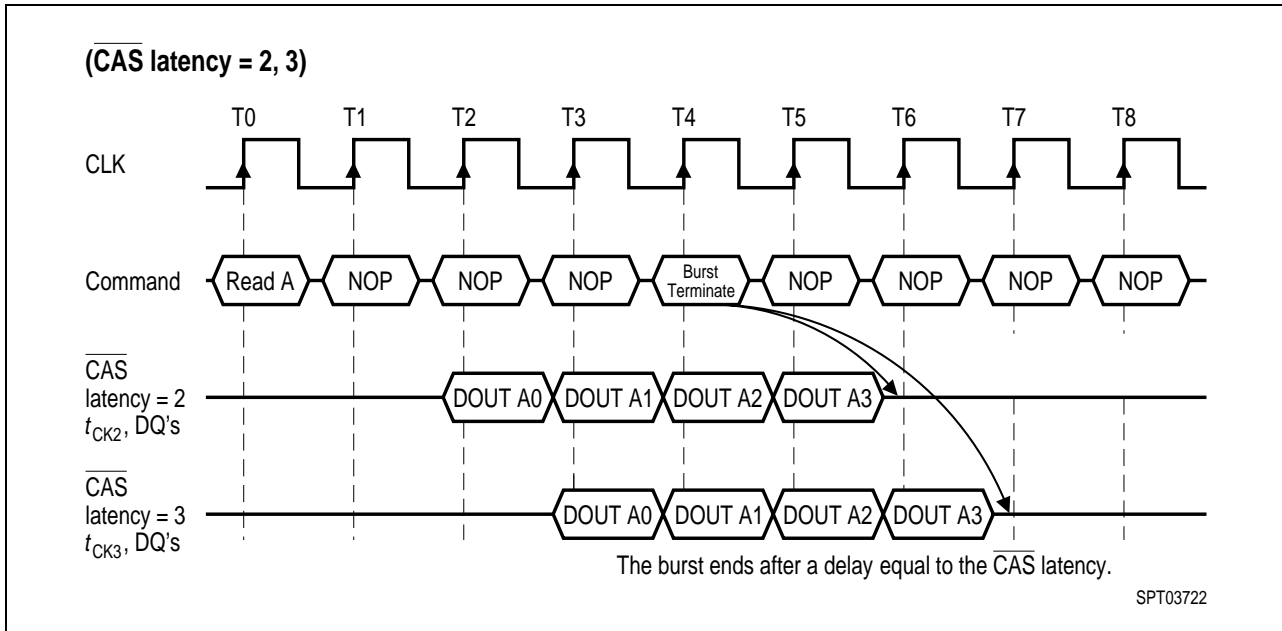 (CAS latency = 2, 3)
T0 T1 T2 T3 T4 T5 T6 T7 T8
CLK
Command Read A NOP NOP NOP Burst Terminate NOP NOP NOP NOP
CAS
latency = 2
tCK2, DQ's
DOUT A0 DOUT A1 DOUT A2 DOUT A3
CAS
latency = 3
tCK3, DQ's
DOUT A0 DOUT A1 DOUT A2 DOUT A3
The burst ends after a delay equal to the CAS latency.
SPT03722